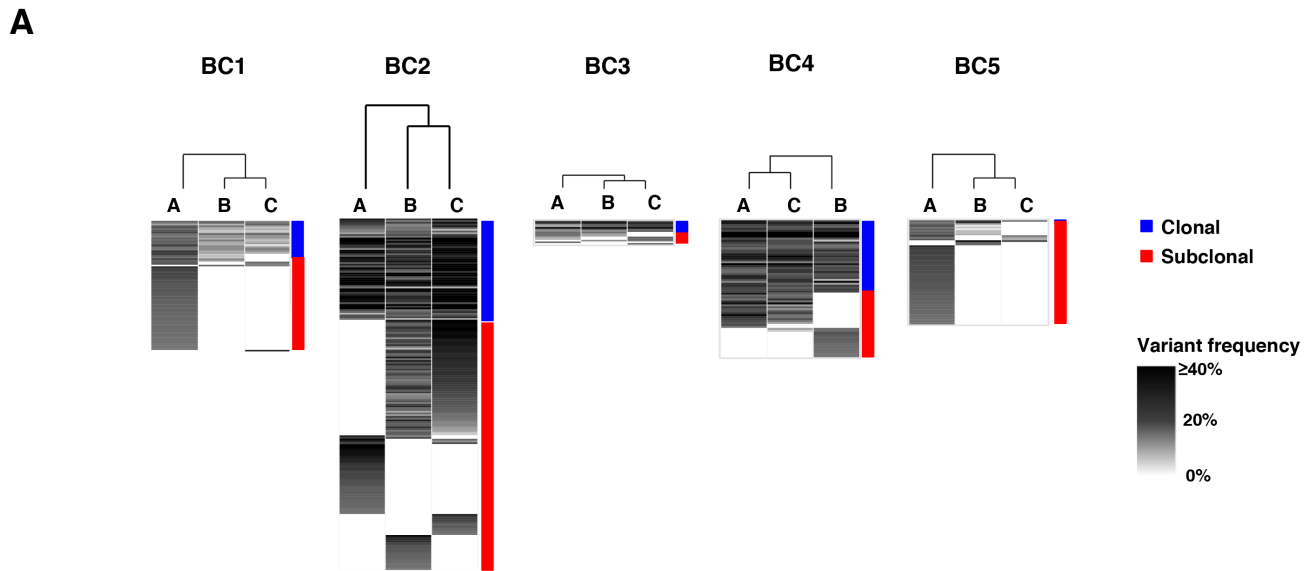 A
BC1 BC2 BC3 BC4 BC5
A B C A B C A B C A C B A B C
Clonal
Subclonal
Variant frequency
≥40%
20%
0%